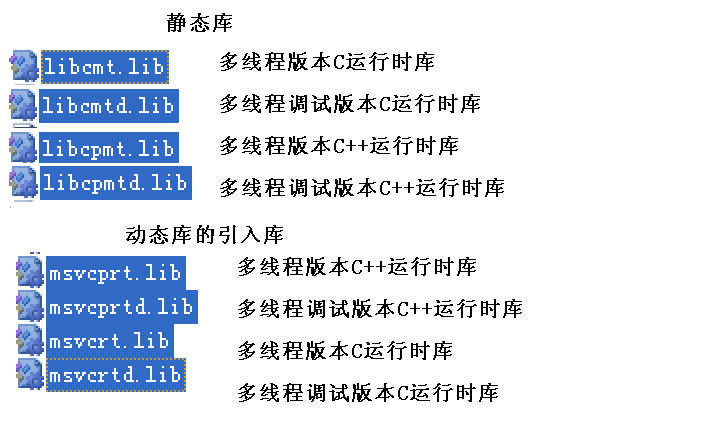 静态库
libcmt.lib 多线程版本C运行时库
libcmtd.lib 多线程调试版本C运行时库
libcpmt.lib 多线程版本C++运行时库
libcpmtd.lib 多线程调试版本C++运行时库
动态库的引入库
msvcprt.lib 多线程版本C++运行时库
msvcprtd.lib 多线程调试版本C++运行时库
msvcrt.lib 多线程版本C运行时库
msvcrtd.lib 多线程调试版本C运行时库